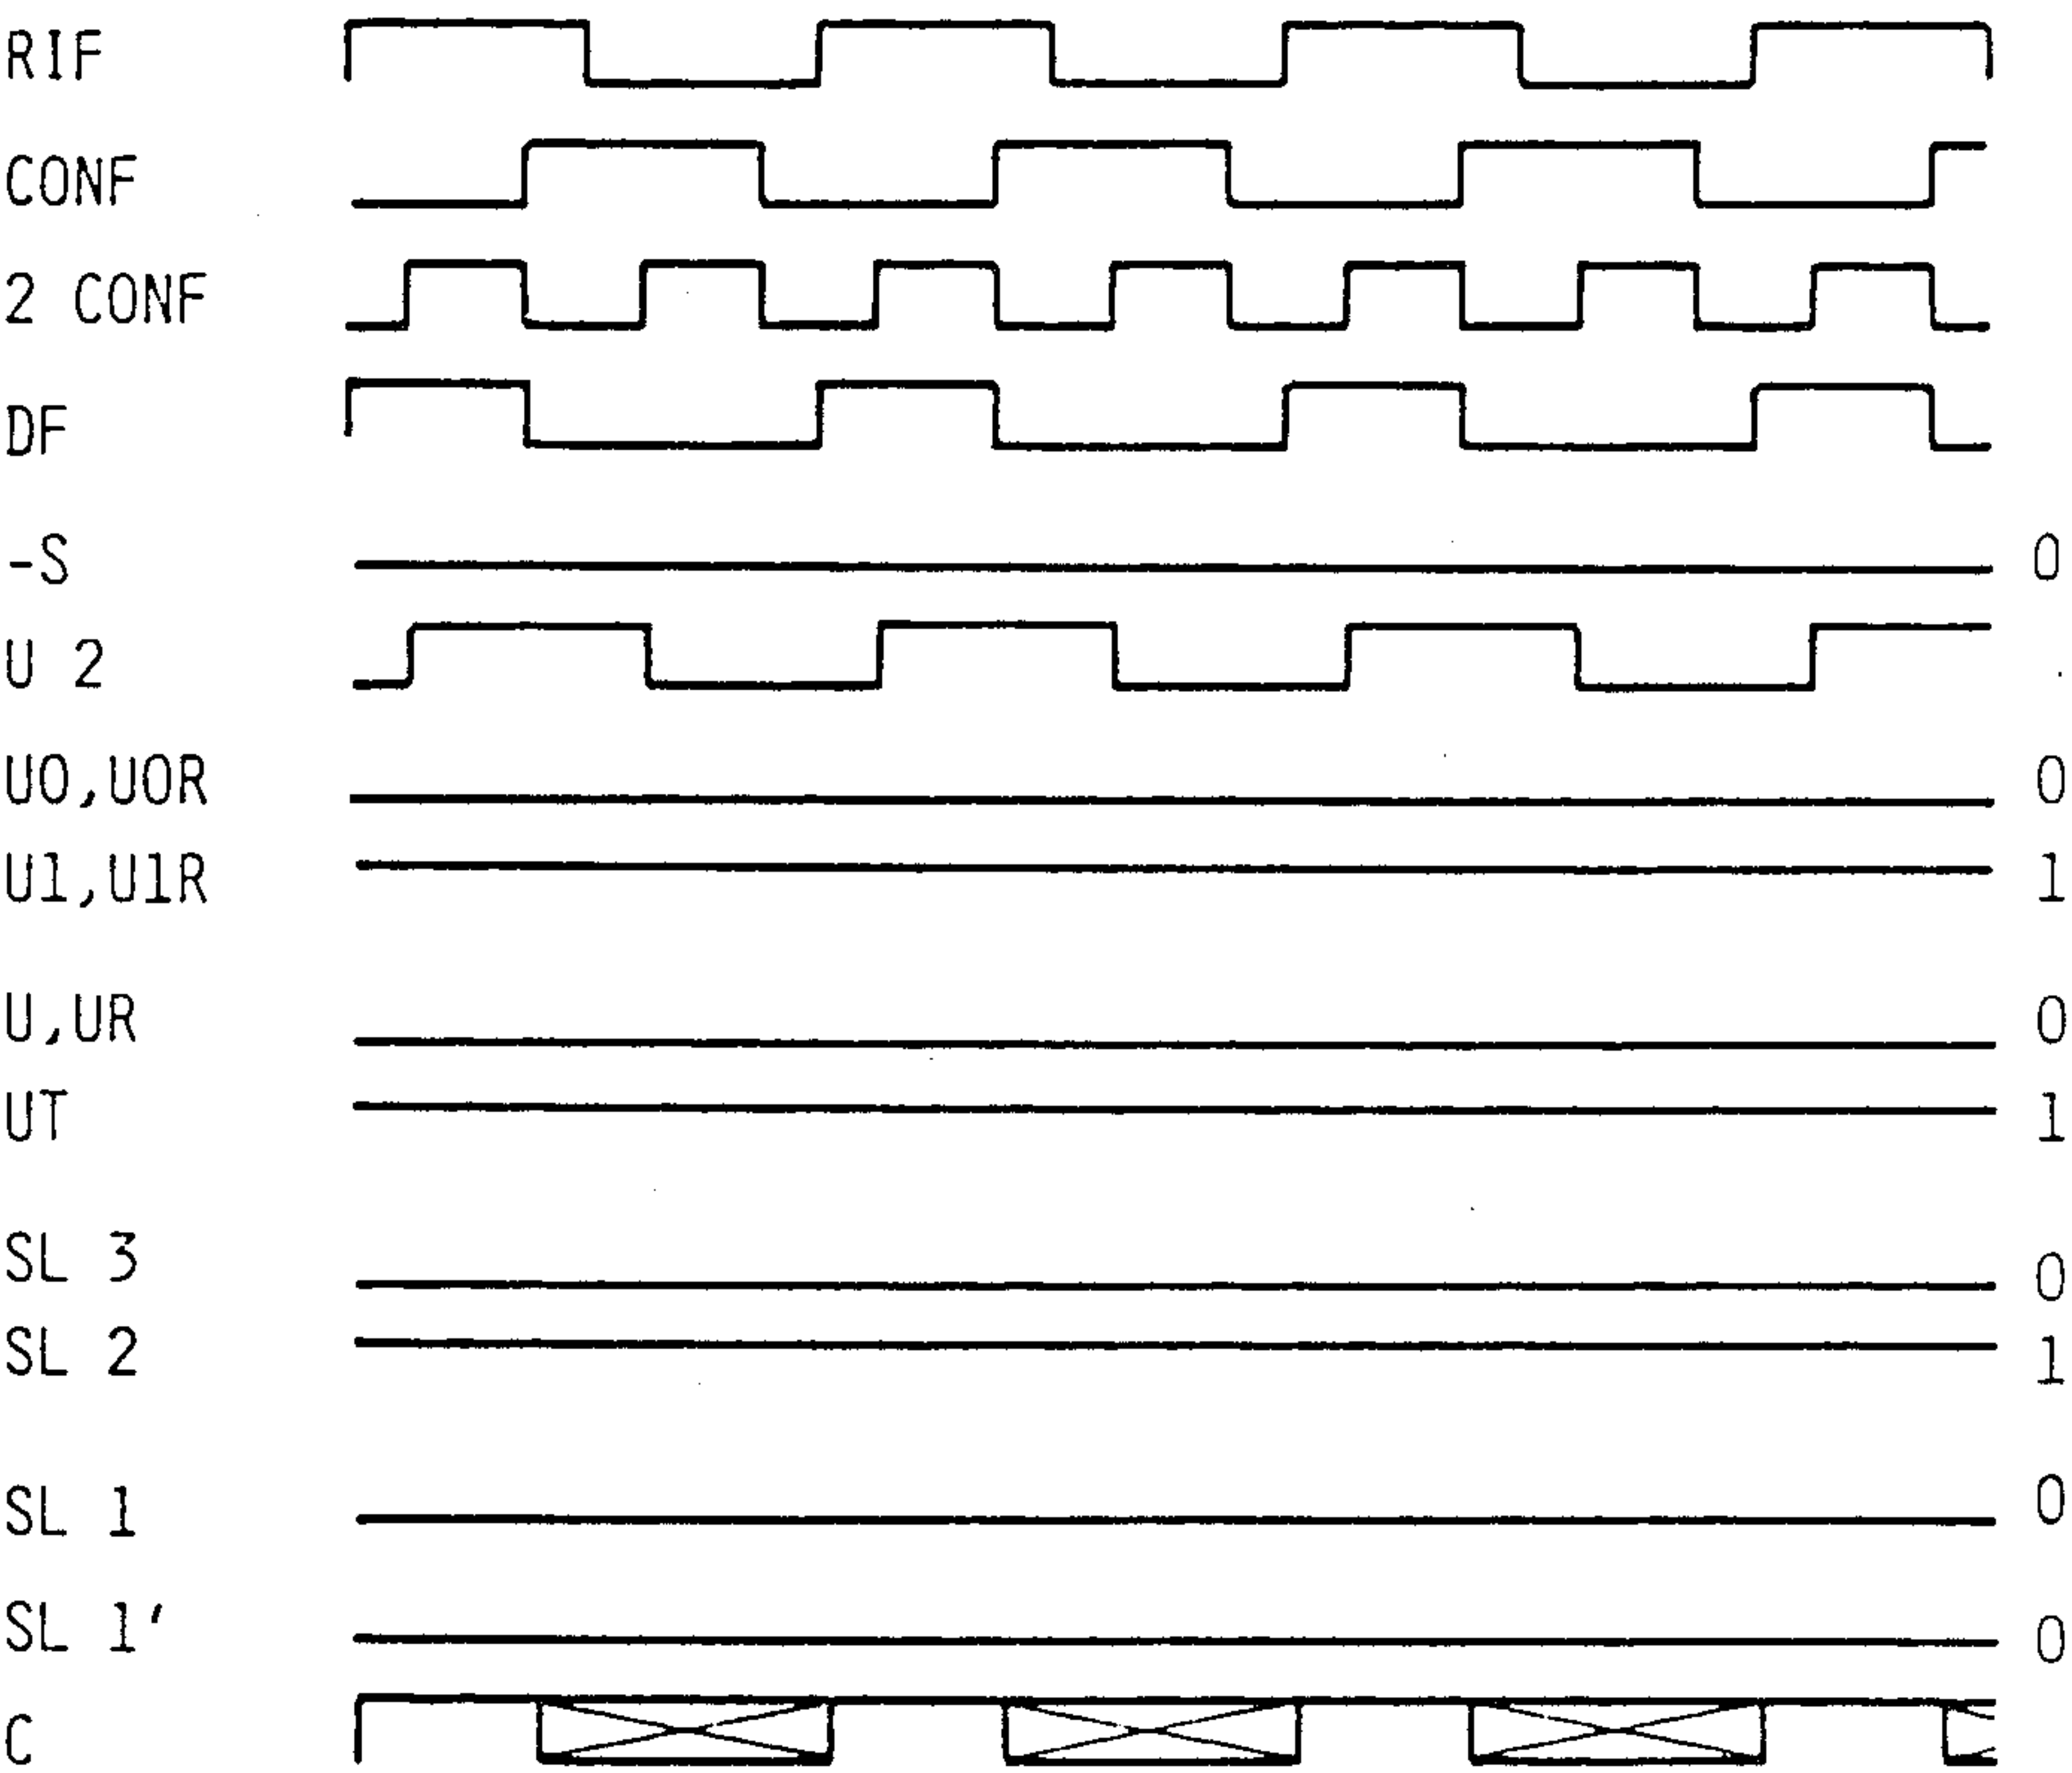 RIF
CONF
2 CONF
DF
-S 0
U 2
U0,U0R 0
U1,U1R 1
U,UR 0
UT 1
SL 3 0
SL 2 1
SL 1 0
SL 1' 0
C